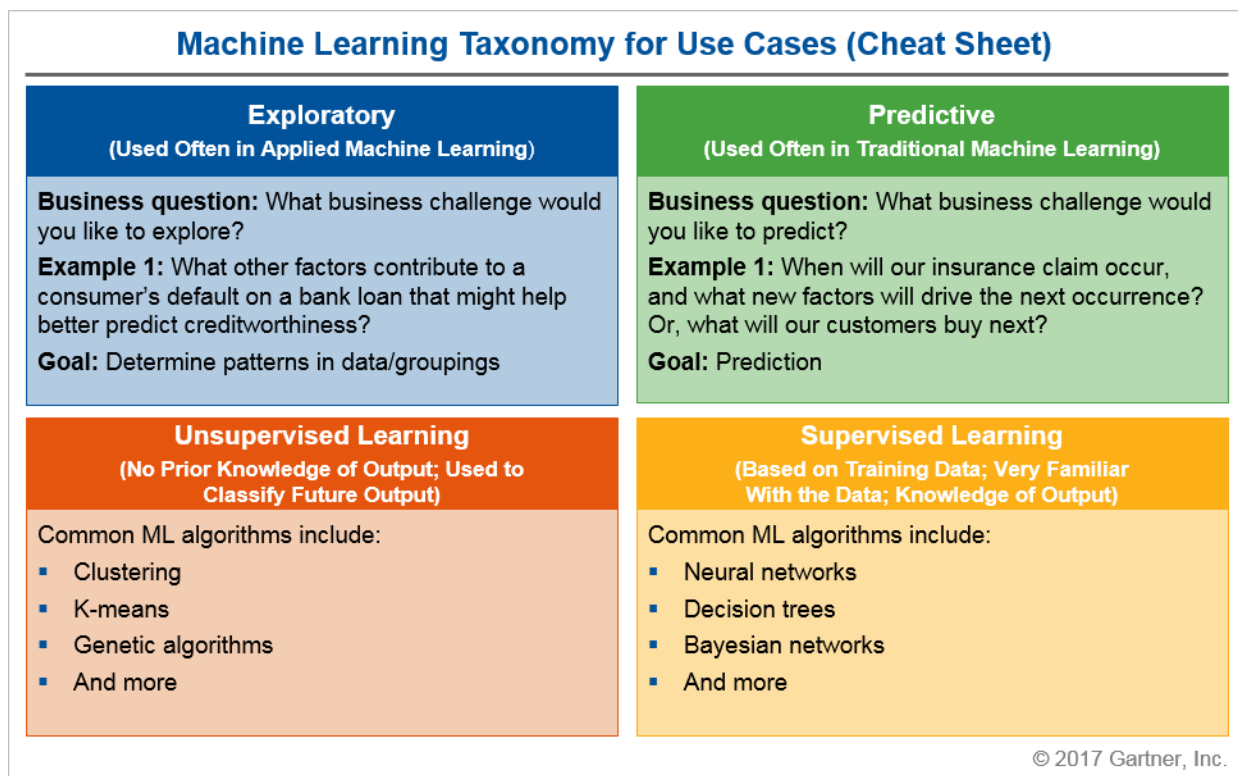 Machine Learning Taxonomy for Use Cases (Cheat Sheet)
Exploratory
(Used Often in Applied Machine Learning)
Business question: What business challenge would
you like to explore?
Example 1: What other factors contribute to a
consumer's default on a bank loan that might help
better predict creditworthiness?
Goal: Determine patterns in data/groupings
Predictive
(Used Often in Traditional Machine Learning)
Business question: What business challenge would
you like to predict?
Example 1: When will our insurance claim occur,
and what new factors will drive the next occurrence?
Or, what will our customers buy next?
Goal: Prediction
Unsupervised Learning
(No Prior Knowledge of Output; Used to
Classify Future Output)
Common ML algorithms include:
▪ Clustering
▪ K-means
▪ Genetic algorithms
▪ And more
Supervised Learning
(Based on Training Data; Very Familiar
With the Data; Knowledge of Output)
Common ML algorithms include:
▪ Neural networks
▪ Decision trees
▪ Bayesian networks
▪ And more
© 2017 Gartner, Inc.